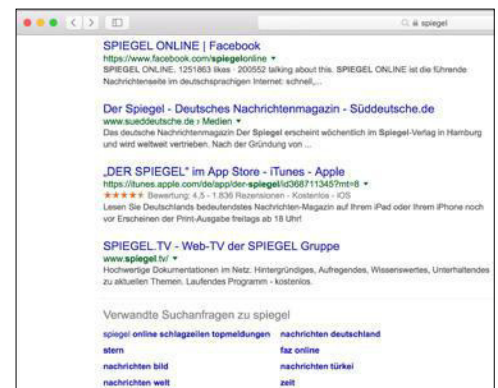 spiegel
SPIEGEL ONLINE | Facebook
https://www.facebook.com/spiegelonline
SPIEGEL ONLINE. 1251863 likes · 200552 talking about this. SPIEGEL ONLINE ist die führende
Nachrichtenseite im deutschsprachigen Internet: schnell,...
Der Spiegel - Deutsches Nachrichtenmagazin - Süddeutsche.de
www.sueddeutsche.de › Medien
Das deutsche Nachrichtenmagazin Der Spiegel erscheint wöchentlich im Spiegel-Verlag in Hamburg
und wird weltweit vertrieben. Nach der Gründung von ...
„DER SPIEGEL" im App Store - iTunes - Apple
https://itunes.apple.com/de/app/der-spiegel/id368711345?mt=8
Bewertung: 4,5 - 1.836 Rezensionen - Kostenlos - iOS
Lesen Sie Deutschlands bedeutendstes Nachrichten-Magazin auf Ihrem iPad oder Ihrem iPhone noch
vor Erscheinen der Print-Ausgabe freitags ab 18 Uhr!
SPIEGEL.TV - Web-TV der SPIEGEL Gruppe
www.spiegel.tv/
Hochwertige Dokumentationen im Netz. Hintergründiges, Aufregendes, Wissenswertes, Unterhaltendes
zu aktuellen Themen. Laufendes Programm - kostenlos.
Verwandte Suchanfragen zu spiegel
spiegel online schlagzeilen topmeldungen nachrichten deutschland
stern faz online
nachrichten bild nachrichten türkei
nachrichten welt zeit